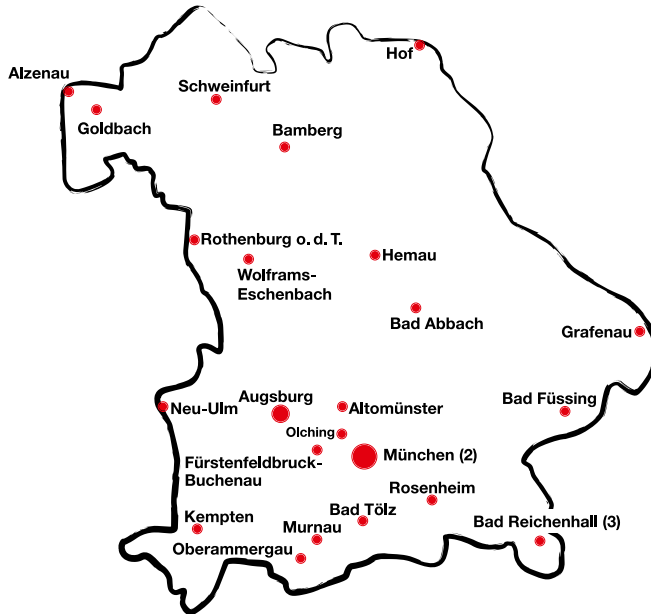 Hof
Alzenau
Schweinfurt
Goldbach
Bamberg
Rothenburg o. d. T.
Hemau
Wolframs-
Eschenbach
Bad Abbach
Grafenau
Augsburg
Bad Füssing
Neu-Ulm
Altomünster
Olching
Fürstenfeldbruck-
Buchenau
München (2)
Rosenheim
Bad Tölz
Kempten
Murnau
Bad Reichenhall (3)
Oberammergau